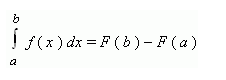 b
∫ f ( x ) dx = F ( b ) − F ( a )
a